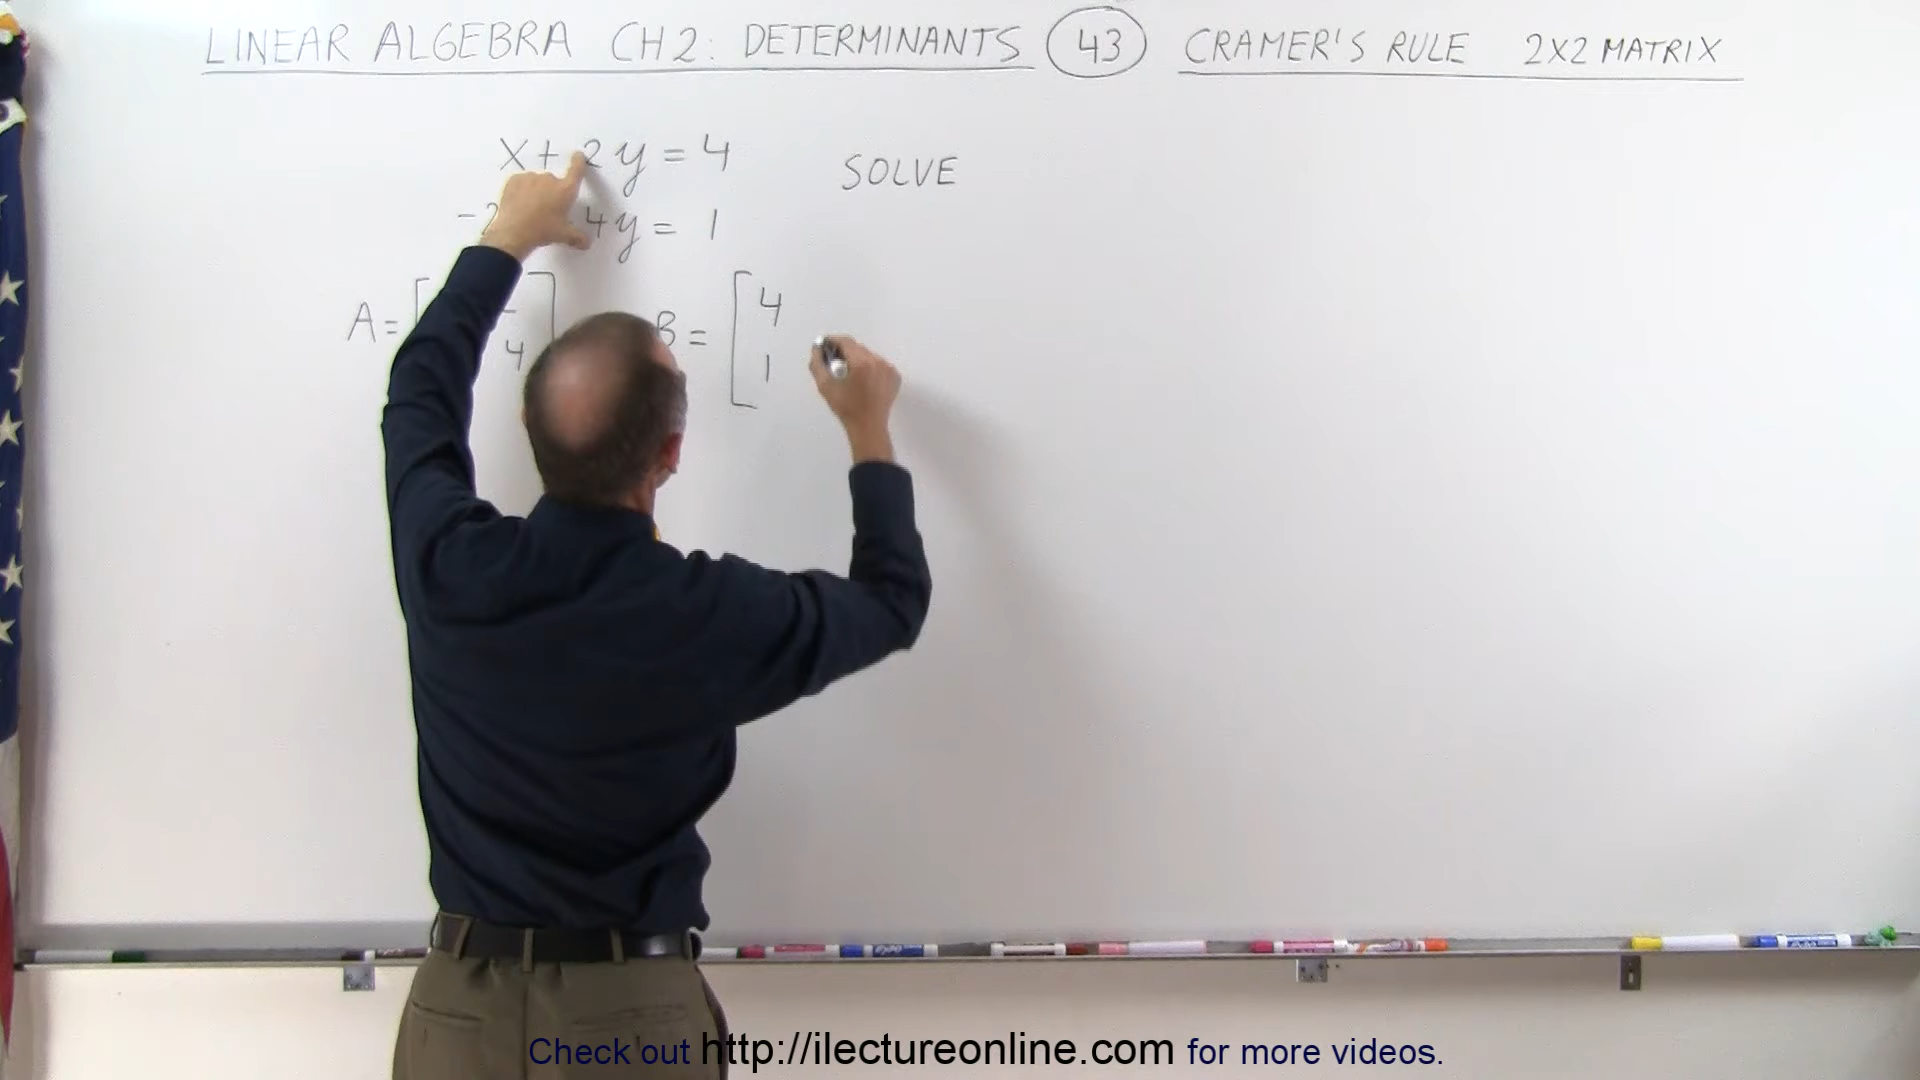 LINEAR ALGEBRA CH2: DETERMINANTS 43 CRAMER'S RULE 2X2 MATRIX
x + 2y = 4 SOLVE
-2 4y = 1
A = [ 4 ] B = [ 4 1
Check out http://ilectureonline.com for more videos.